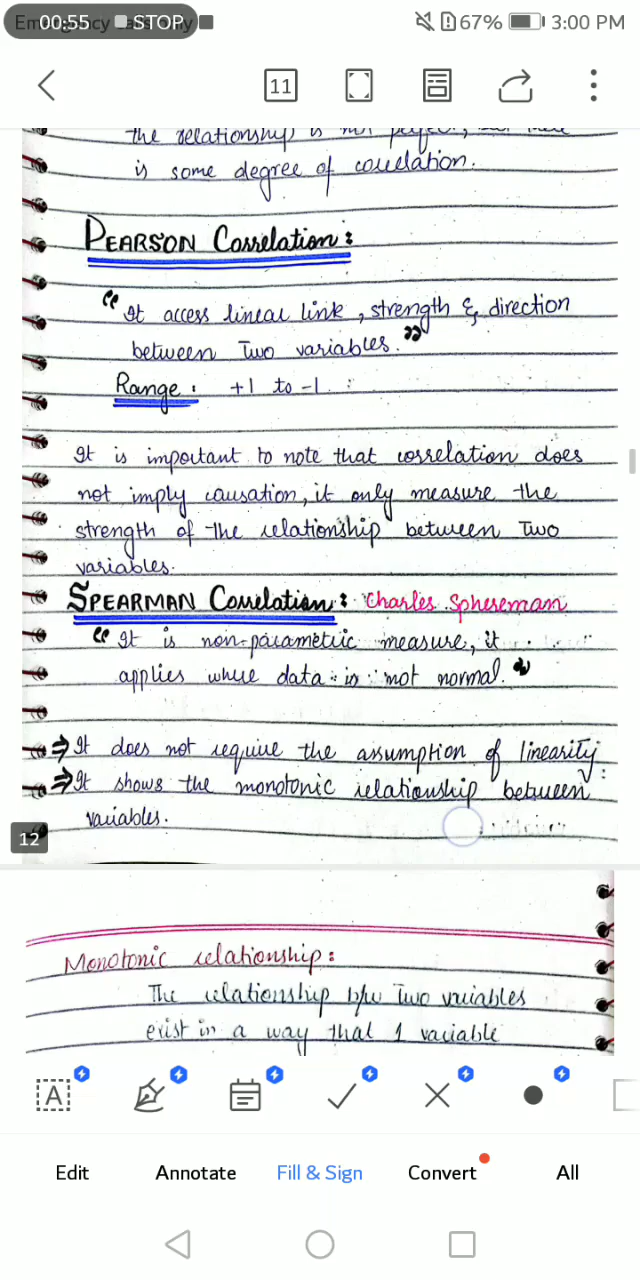 00:55 STOP
67% 3:00 PM
11
the relationship is not
is some degree of correlation.
PEARSON Correlation:
"It access linear link, strength & direction
between Two variables."
Range: +1 to -1
It is important to note that correlation does
not imply causation, it only measure the
strength of the relationship between Two
variables.
SPEARMAN Correlation: Charles Sphereman
"It is non-parametric measure, it
applies where data is not normal."
⇒It does not require the assumption of linearity.
⇒It shows the monotonic relationship between
variables.
12
Monotonic relationship:
The relationship b/w Two variables
exist in a way that 1 variable
A
Edit Annotate Fill & Sign Convert All